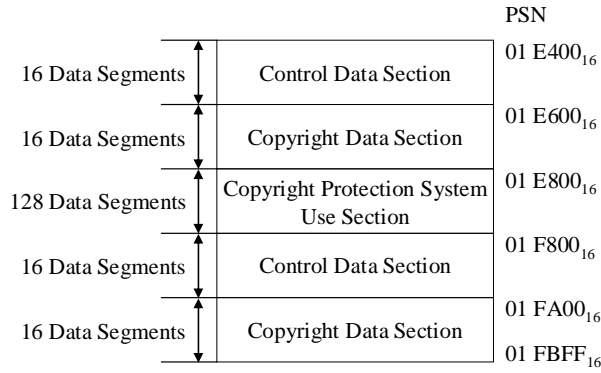 PSN
01 E400₁₆
16 Data Segments Control Data Section
01 E600₁₆
16 Data Segments Copyright Data Section
01 E800₁₆
128 Data Segments Copyright Protection System
Use Section
01 F800₁₆
16 Data Segments Control Data Section
01 FA00₁₆
16 Data Segments Copyright Data Section
01 FBFF₁₆